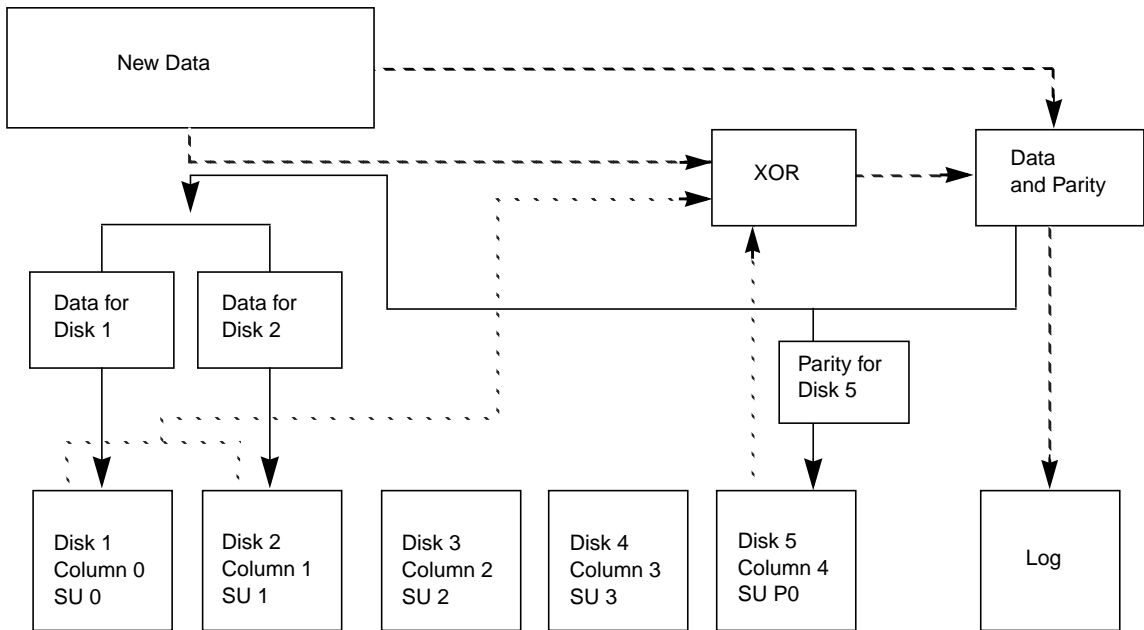 New Data
XOR
Data
and Parity
Data for
Disk 1
Data for
Disk 2
Parity for
Disk 5
Disk 1
Column 0
SU 0
Disk 2
Column 1
SU 1
Disk 3
Column 2
SU 2
Disk 4
Column 3
SU 3
Disk 5
Column 4
SU P0
Log